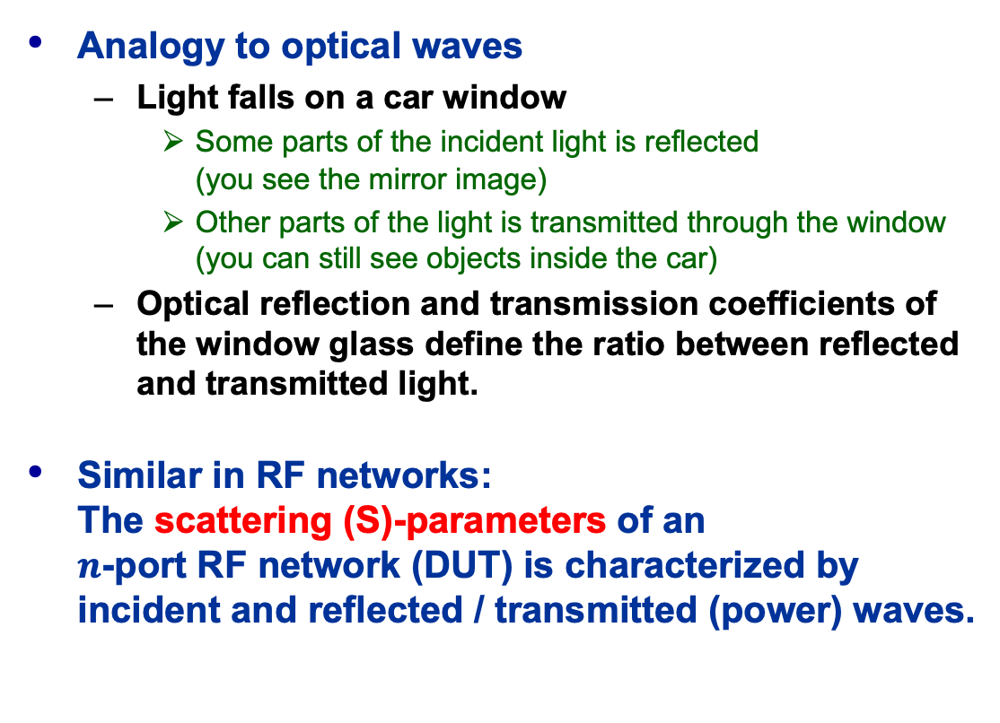 • Analogy to optical waves
– Light falls on a car window
➢ Some parts of the incident light is reflected
(you see the mirror image)
➢ Other parts of the light is transmitted through the window
(you can still see objects inside the car)
– Optical reflection and transmission coefficients of
the window glass define the ratio between reflected
and transmitted light.
• Similar in RF networks:
The scattering (S)-parameters of an
n-port RF network (DUT) is characterized by
incident and reflected / transmitted (power) waves.